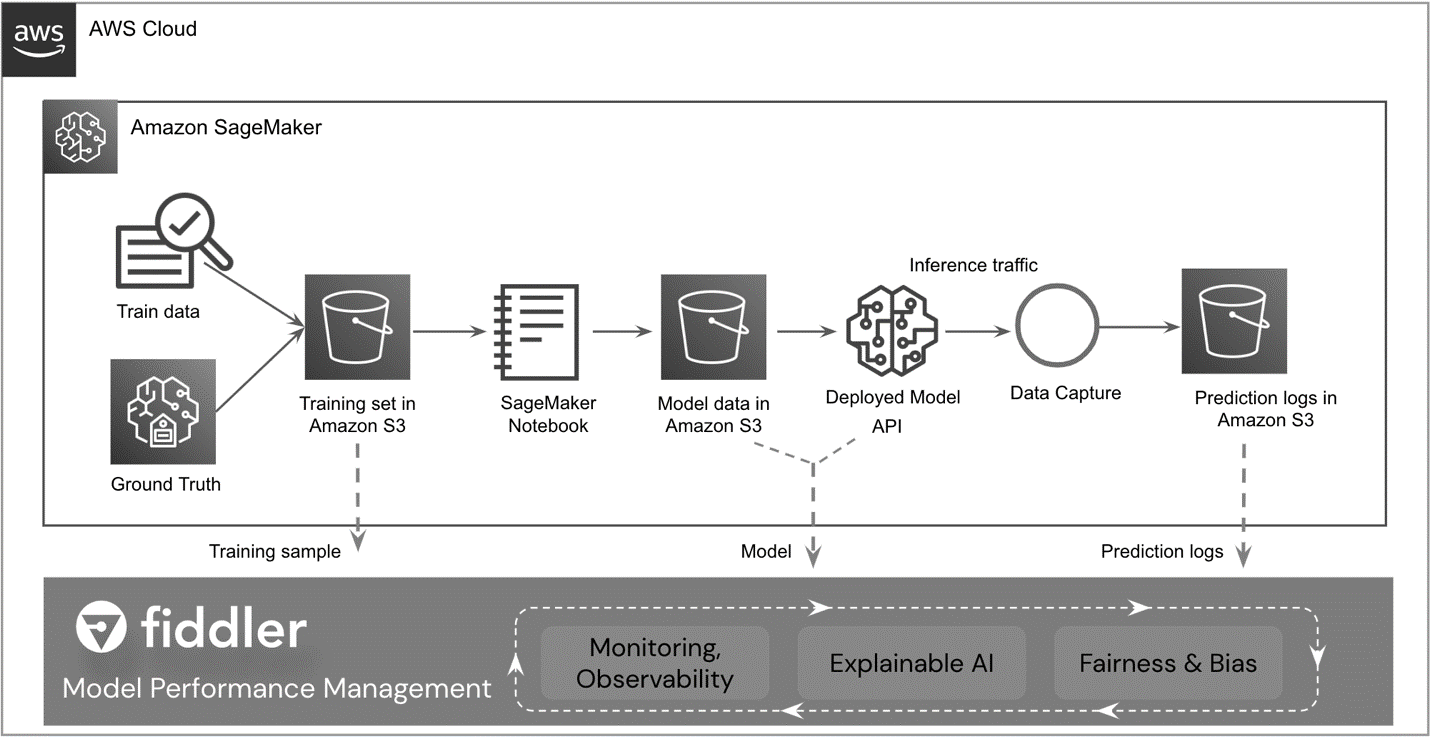 aws
AWS Cloud
Amazon SageMaker
Train data
Ground Truth
Training set in
Amazon S3
SageMaker
Notebook
Model data in
Amazon S3
Deployed Model
API
Inference traffic
Data Capture
Prediction logs in
Amazon S3
Training sample
Model
Prediction logs
fiddler
Model Performance Management
Monitoring,
Observability
Explainable AI
Fairness & Bias